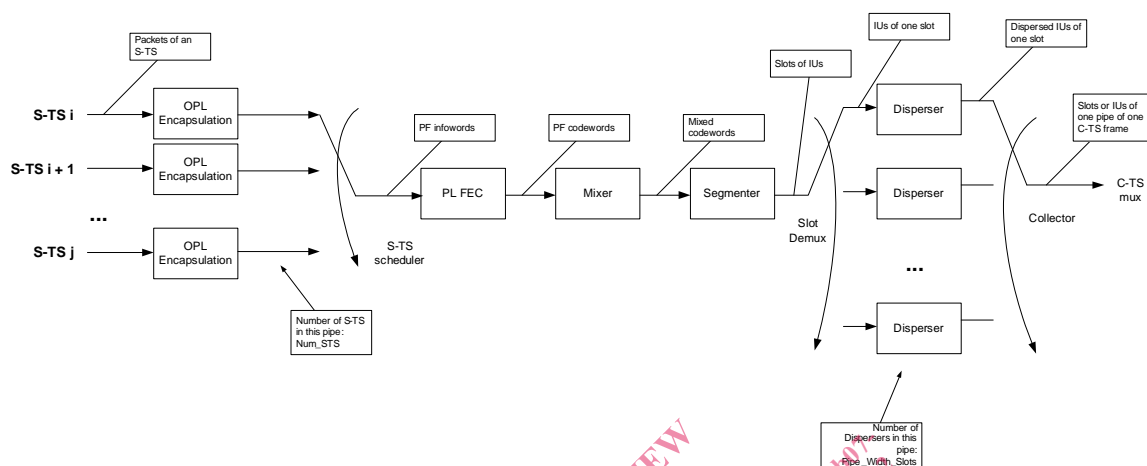 Packets of an
S-TS
IUs of one slot
Dispersed IUs of
one slot
Slots of IUs
S-TS i
OPL
Encapsulation
Disperser
Slots or IUs of
one pipe of one
C-TS frame
PF infowords
PF codewords
Mixed
codewords
S-TS i + 1
OPL
Encapsulation
PL FEC
Mixer
Segmenter
Disperser
C-TS
mux
...
S-TS
scheduler
Slot
Demux
Collector
S-TS j
OPL
Encapsulation
...
Number of S-TS
in this pipe:
Num_STS
Disperser
Number of
Dispersers in this
pipe:
Pipe_Width_Slots